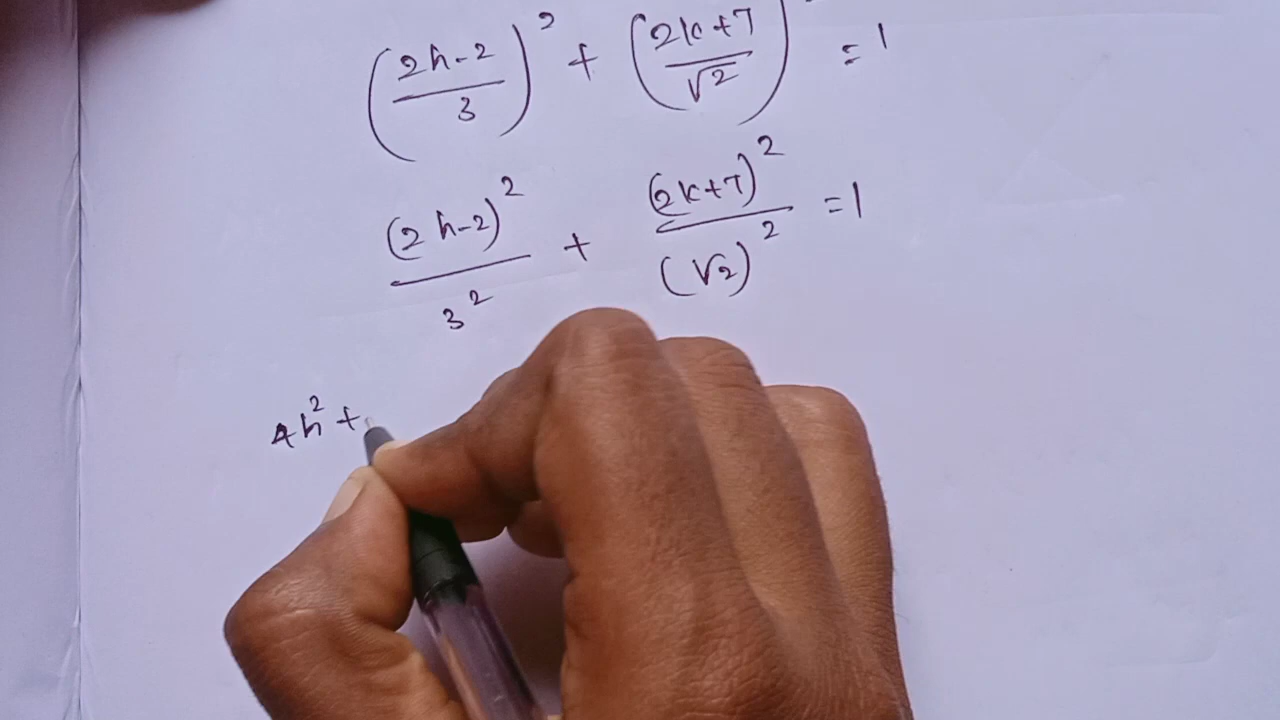 (2h-2/3)² + (2k+7/√2)² = 1
(2h-2)²/3² + (2k+7)²/(√2)² = 1
4h² +